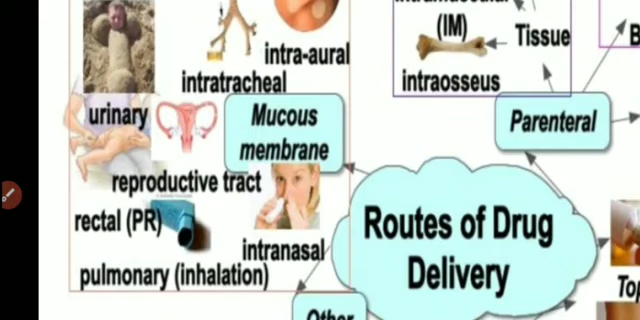 (IM)
Tissue
intra-aural
intratracheal
intraosseus
urinary
Mucous
membrane
Parenteral
reproductive tract
rectal (PR)
Routes of Drug
Delivery
intranasal
pulmonary (inhalation)
Other